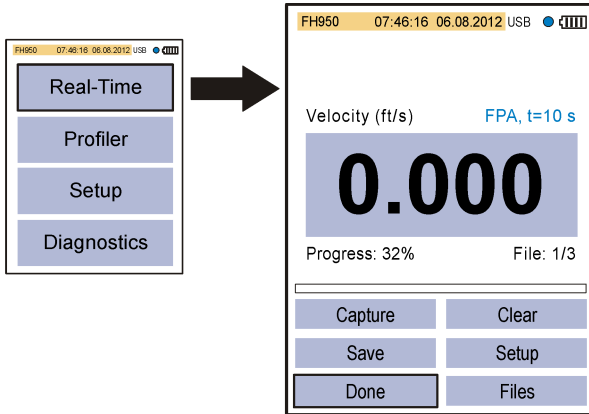 FH950 07:46:16 06.08.2012 USB
Real-Time
Profiler
Setup
Diagnostics
FH950 07:46:16 06.08.2012 USB
Velocity (ft/s) FPA, t=10 s
0.000
Progress: 32% File: 1/3
Capture Clear
Save Setup
Done Files